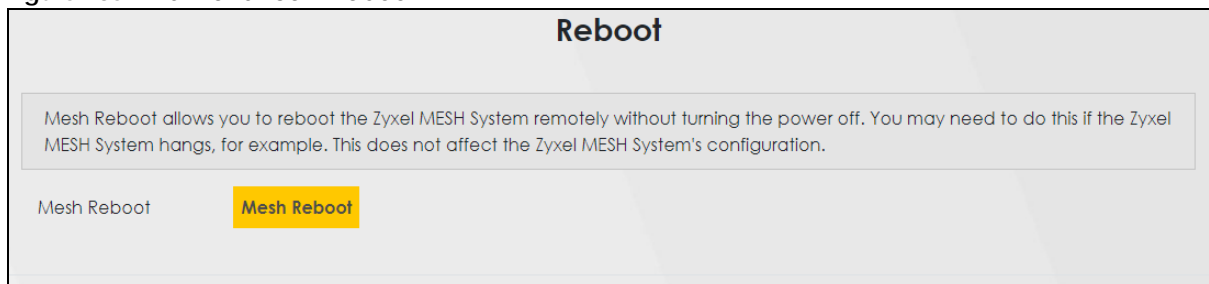 Reboot
Mesh Reboot allows you to reboot the Zyxel MESH System remotely without turning the power off. You may need to do this if the Zyxel
MESH System hangs, for example. This does not affect the Zyxel MESH System's configuration.
Mesh Reboot Mesh Reboot